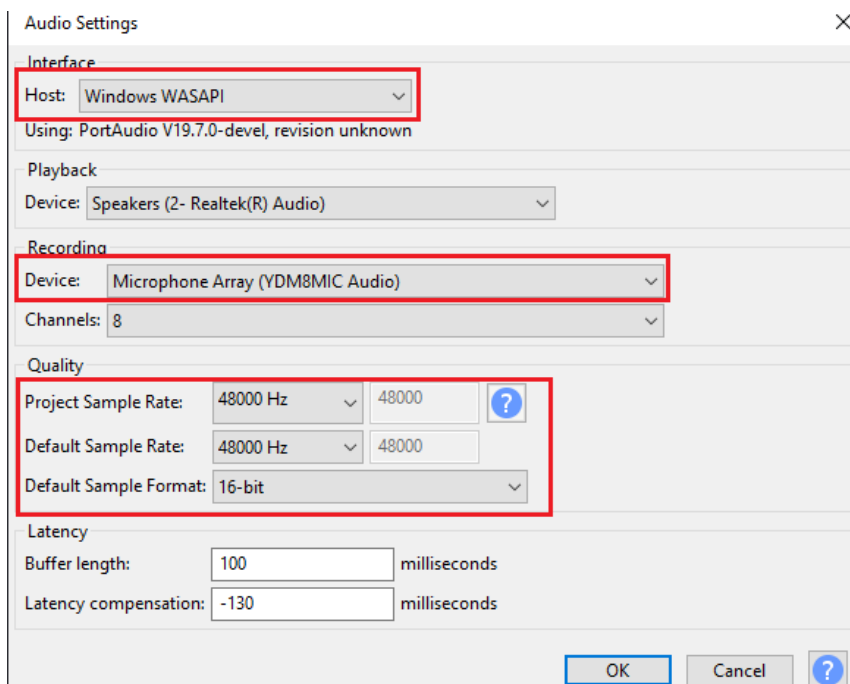 Audio Settings
Interface
Host: Windows WASAPI
Using: PortAudio V19.7.0-devel, revision unknown
Playback
Device: Speakers (2- Realtek(R) Audio)
Recording
Device: Microphone Array (YDM8MIC Audio)
Channels: 8
Quality
Project Sample Rate: 48000 Hz 48000 ?
Default Sample Rate: 48000 Hz 48000
Default Sample Format: 16-bit
Latency
Buffer length: 100 milliseconds
Latency compensation: -130 milliseconds
OK Cancel ?